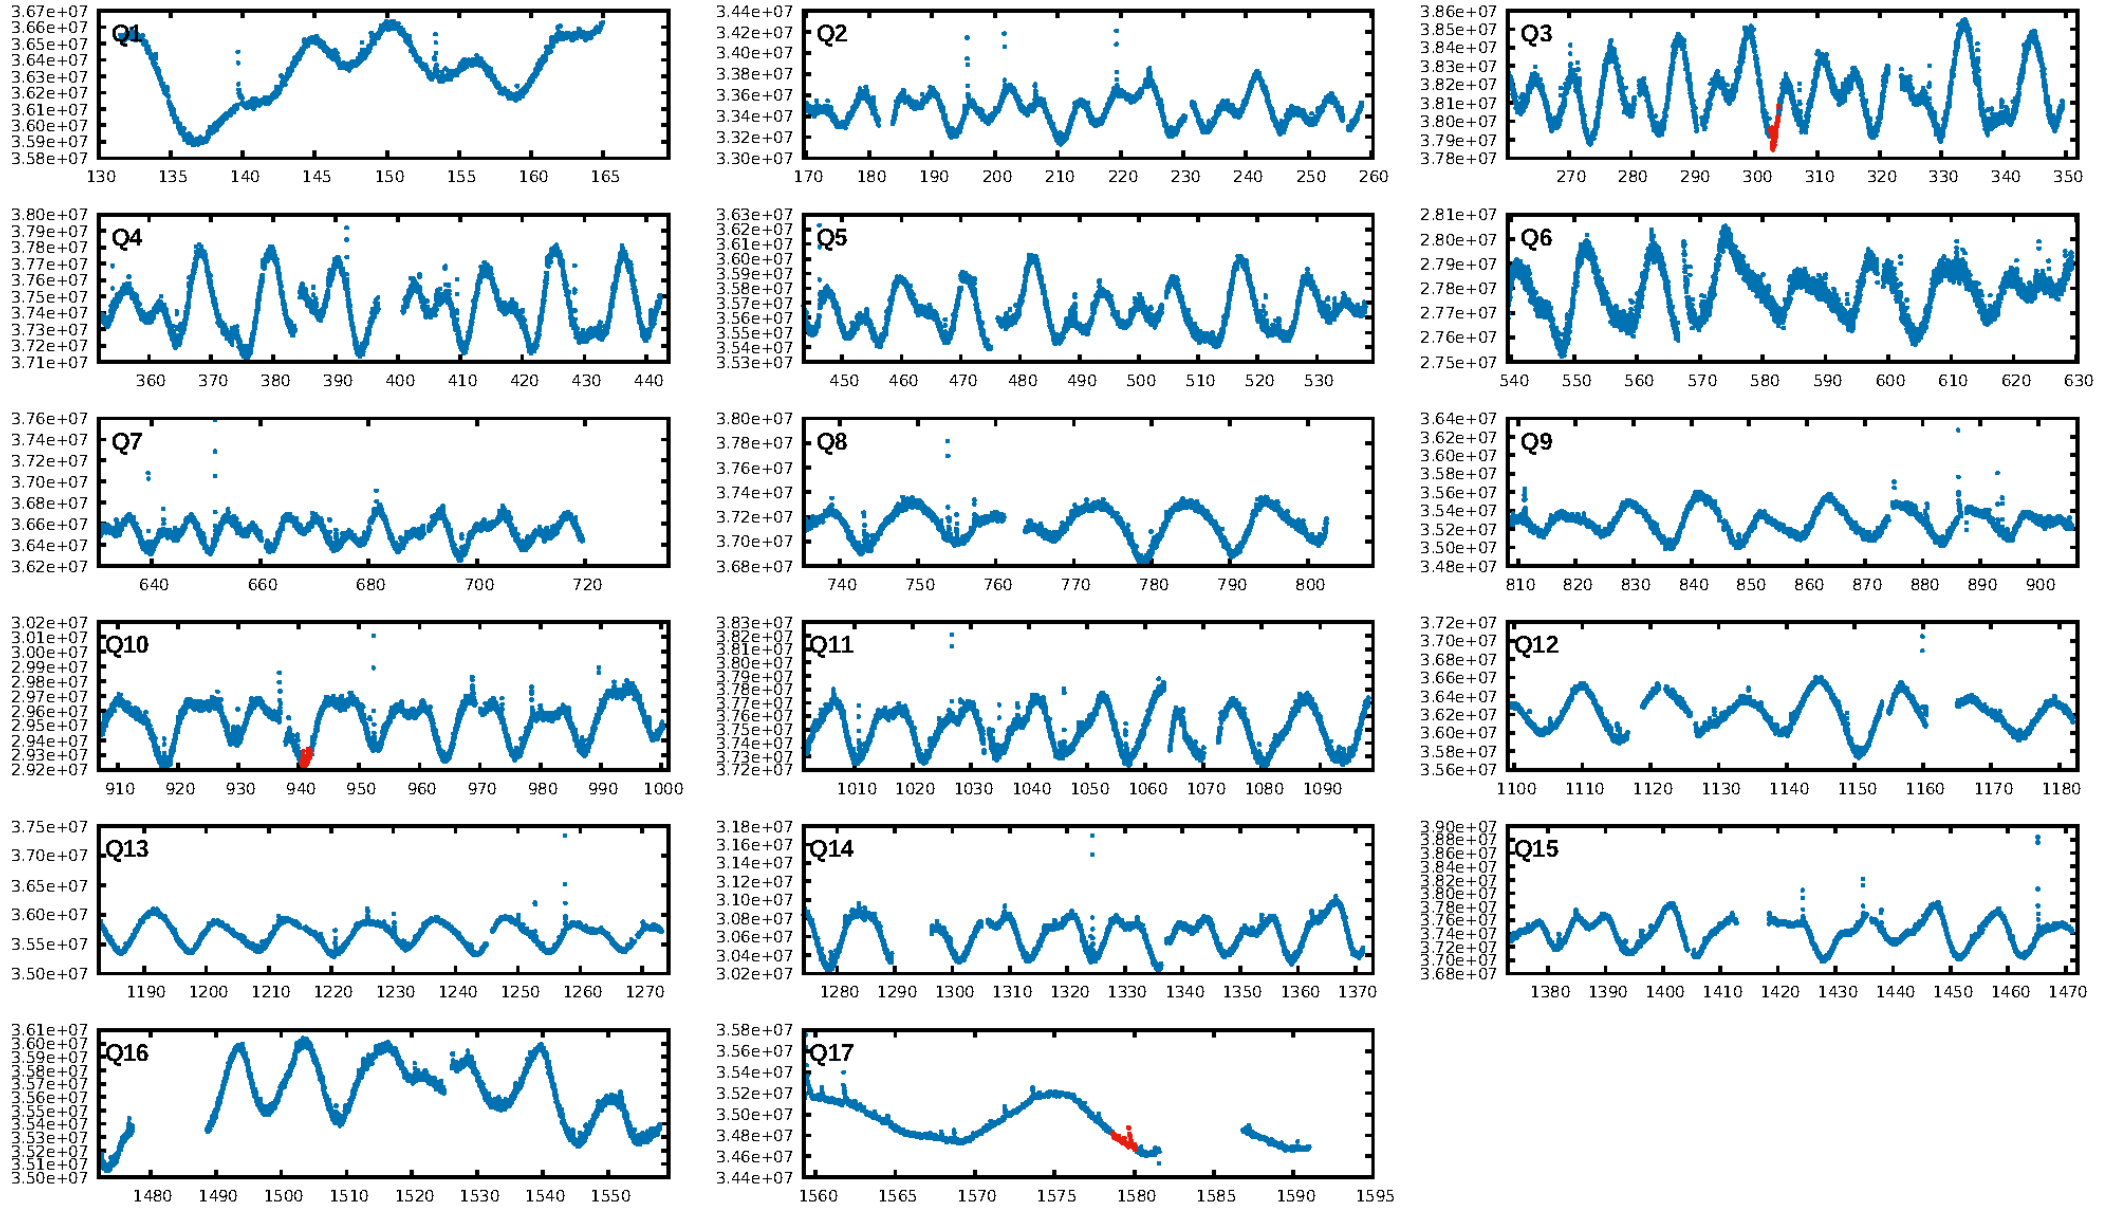 3.67e+07
3.66e+07
3.65e+07
3.64e+07
3.63e+07
3.62e+07
3.61e+07
3.60e+07
3.59e+07
3.58e+07
Q1
130 135 140 145 150 155 160 165
3.44e+07
3.42e+07
3.40e+07
3.38e+07
3.36e+07
3.34e+07
3.32e+07
3.30e+07
Q2
170 180 190 200 210 220 230 240 250 260
3.86e+07
3.85e+07
3.84e+07
3.83e+07
3.82e+07
3.81e+07
3.80e+07
3.79e+07
3.78e+07
Q3
270 280 290 300 310 320 330 340 350
3.80e+07
3.79e+07
3.78e+07
3.77e+07
3.76e+07
3.75e+07
3.74e+07
3.73e+07
3.72e+07
3.71e+07
Q4
360 370 380 390 400 410 420 430 440
3.63e+07
3.62e+07
3.61e+07
3.60e+07
3.59e+07
3.58e+07
3.57e+07
3.56e+07
3.55e+07
3.54e+07
3.53e+07
Q5
450 460 470 480 490 500 510 520 530
2.81e+07
2.80e+07
2.79e+07
2.78e+07
2.77e+07
2.76e+07
2.75e+07
Q6
540 550 560 570 580 590 600 610 620 630
3.76e+07
3.74e+07
3.72e+07
3.70e+07
3.68e+07
3.66e+07
3.64e+07
3.62e+07
Q7
640 660 680 700 720
3.80e+07
3.78e+07
3.76e+07
3.74e+07
3.72e+07
3.70e+07
3.68e+07
Q8
740 750 760 770 780 790 800
3.64e+07
3.62e+07
3.60e+07
3.58e+07
3.56e+07
3.54e+07
3.52e+07
3.50e+07
3.48e+07
Q9
810 820 830 840 850 860 870 880 890 900
3.02e+07
3.01e+07
3.00e+07
2.99e+07
2.98e+07
2.97e+07
2.96e+07
2.95e+07
2.94e+07
2.93e+07
2.92e+07
Q10
910 920 930 940 950 960 970 980 990 1000
3.83e+07
3.82e+07
3.81e+07
3.80e+07
3.79e+07
3.78e+07
3.77e+07
3.76e+07
3.75e+07
3.74e+07
3.73e+07
3.72e+07
Q11
1010 1020 1030 1040 1050 1060 1070 1080 1090
3.72e+07
3.70e+07
3.68e+07
3.66e+07
3.64e+07
3.62e+07
3.60e+07
3.58e+07
3.56e+07
Q12
1100 1110 1120 1130 1140 1150 1160 1170 1180
3.75e+07
3.70e+07
3.65e+07
3.60e+07
3.55e+07
3.50e+07
Q13
1190 1200 1210 1220 1230 1240 1250 1260 1270
3.18e+07
3.16e+07
3.14e+07
3.12e+07
3.10e+07
3.08e+07
3.06e+07
3.04e+07
3.02e+07
Q14
1280 1290 1300 1310 1320 1330 1340 1350 1360 1370
3.90e+07
3.88e+07
3.86e+07
3.84e+07
3.82e+07
3.80e+07
3.78e+07
3.76e+07
3.74e+07
3.72e+07
3.70e+07
3.68e+07
Q15
1380 1390 1400 1410 1420 1430 1440 1450 1460 1470
3.61e+07
3.60e+07
3.59e+07
3.58e+07
3.57e+07
3.56e+07
3.55e+07
3.54e+07
3.53e+07
3.52e+07
3.51e+07
3.50e+07
Q16
1480 1490 1500 1510 1520 1530 1540 1550
3.58e+07
3.56e+07
3.54e+07
3.52e+07
3.50e+07
3.48e+07
3.46e+07
3.44e+07
Q17
1560 1565 1570 1575 1580 1585 1590 1595